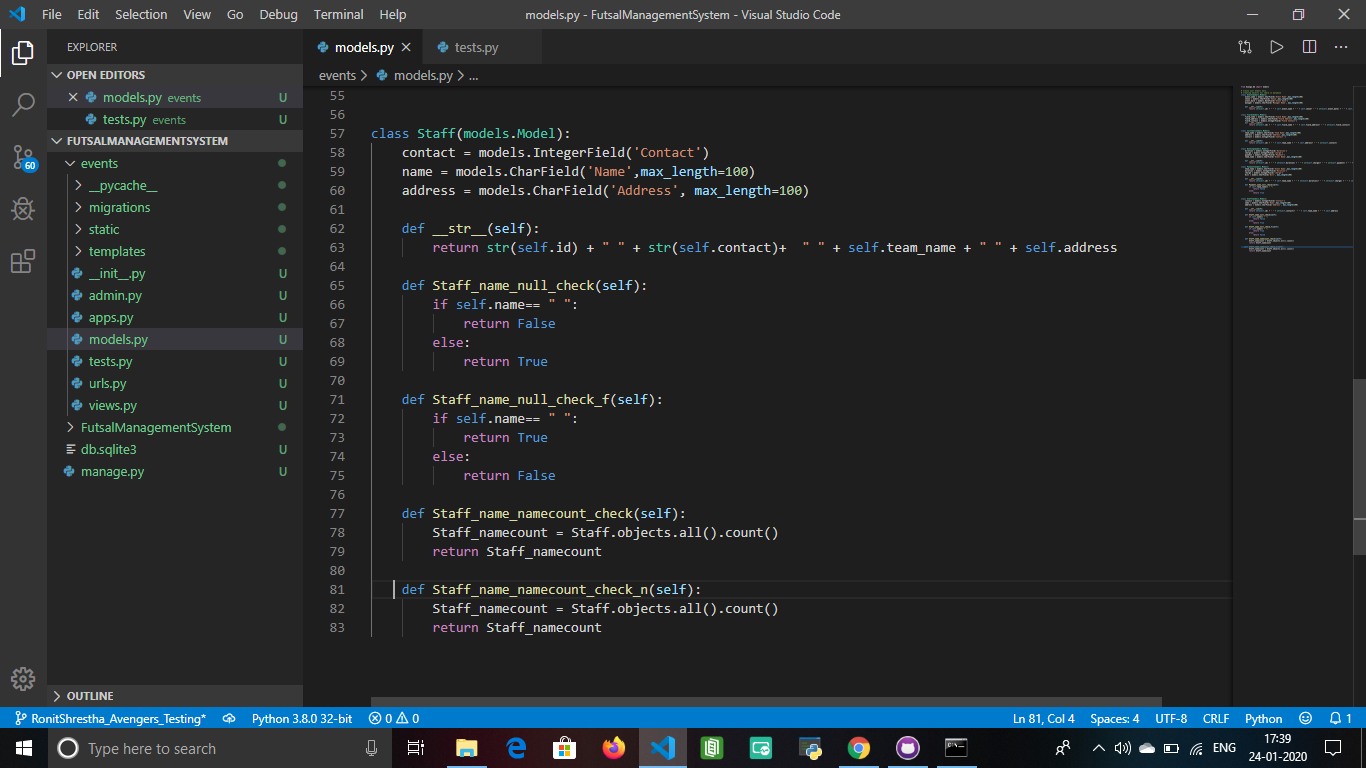 File Edit Selection View Go Debug Terminal Help models.py - FutsalManagementSystem - Visual Studio Code
EXPLORER
OPEN EDITORS
models.py events U
tests.py events U
FUTSALMANAGEMENTSYSTEM
events
__pycache__
migrations
static
templates
__init__.py U
admin.py U
apps.py U
models.py U
tests.py U
urls.py U
views.py U
FutsalManagementSystem
db.sqlite3 U
manage.py U
OUTLINE
60
models.py tests.py
events > models.py > ...
55
56
57 class Staff(models.Model):
58 contact = models.IntegerField('Contact')
59 name = models.CharField('Name',max_length=100)
60 address = models.CharField('Address', max_length=100)
61
62 def __str__(self):
63 return str(self.id) + " " + str(self.contact)+  " " + self.team_name + " " + self.address
64
65 def Staff_name_null_check(self):
66 if self.name== " ":
67 return False
68 else:
69 return True
70
71 def Staff_name_null_check_f(self):
72 if self.name== " ":
73 return True
74 else:
75 return False
76
77 def Staff_name_namecount_check(self):
78 Staff_namecount = Staff.objects.all().count()
79 return Staff_namecount
80
81 def Staff_name_namecount_check_n(self):
82 Staff_namecount = Staff.objects.all().count()
83 return Staff_namecount
RonitShrestha_Avengers_Testing* Python 3.8.0 32-bit 0 0 Ln 81, Col 4 Spaces: 4 UTF-8 CRLF Python 1
Type here to search ENG 17:39
24-01-2020